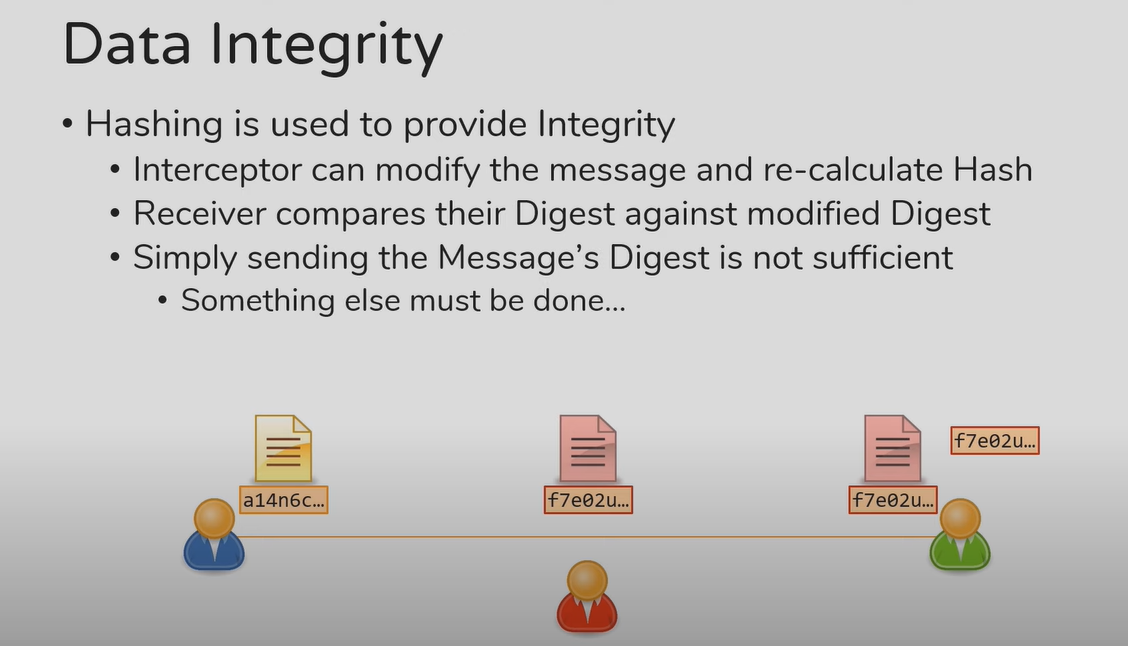 Data Integrity
• Hashing is used to provide Integrity
• Interceptor can modify the message and re-calculate Hash
• Receiver compares their Digest against modified Digest
• Simply sending the Message’s Digest is not sufficient
• Something else must be done...
f7e02u…
a14n6c…
f7e02u…
f7e02u…